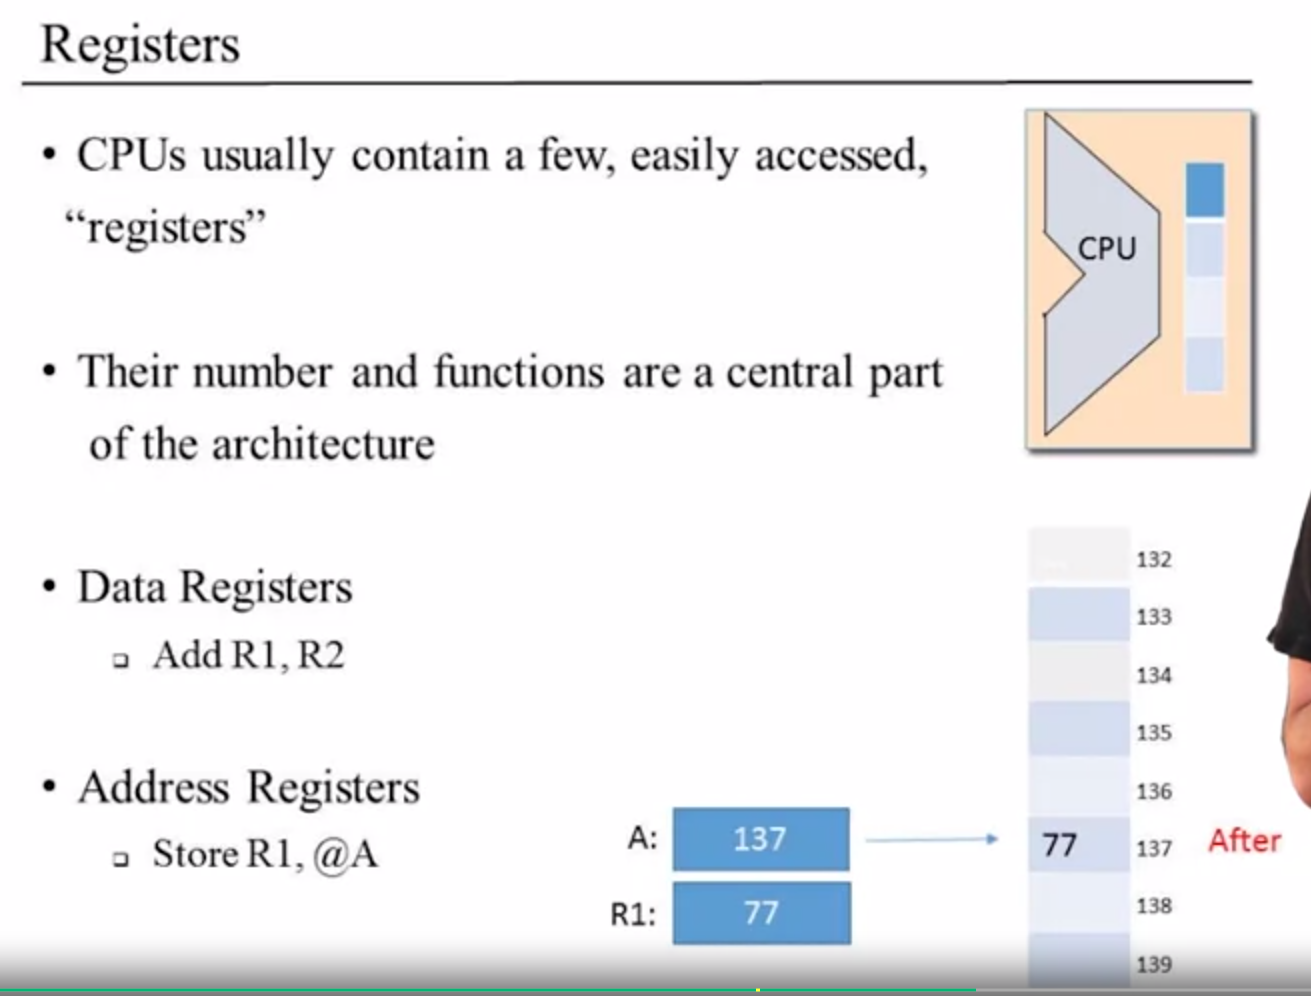 Registers
• CPUs usually contain a few, easily accessed,
“registers”
CPU
• Their number and functions are a central part
of the architecture
• Data Registers
❑ Add R1, R2
• Address Registers
❑ Store R1, @A
A: 137
R1: 77
132
133
134
135
136
77 137 After
138
139